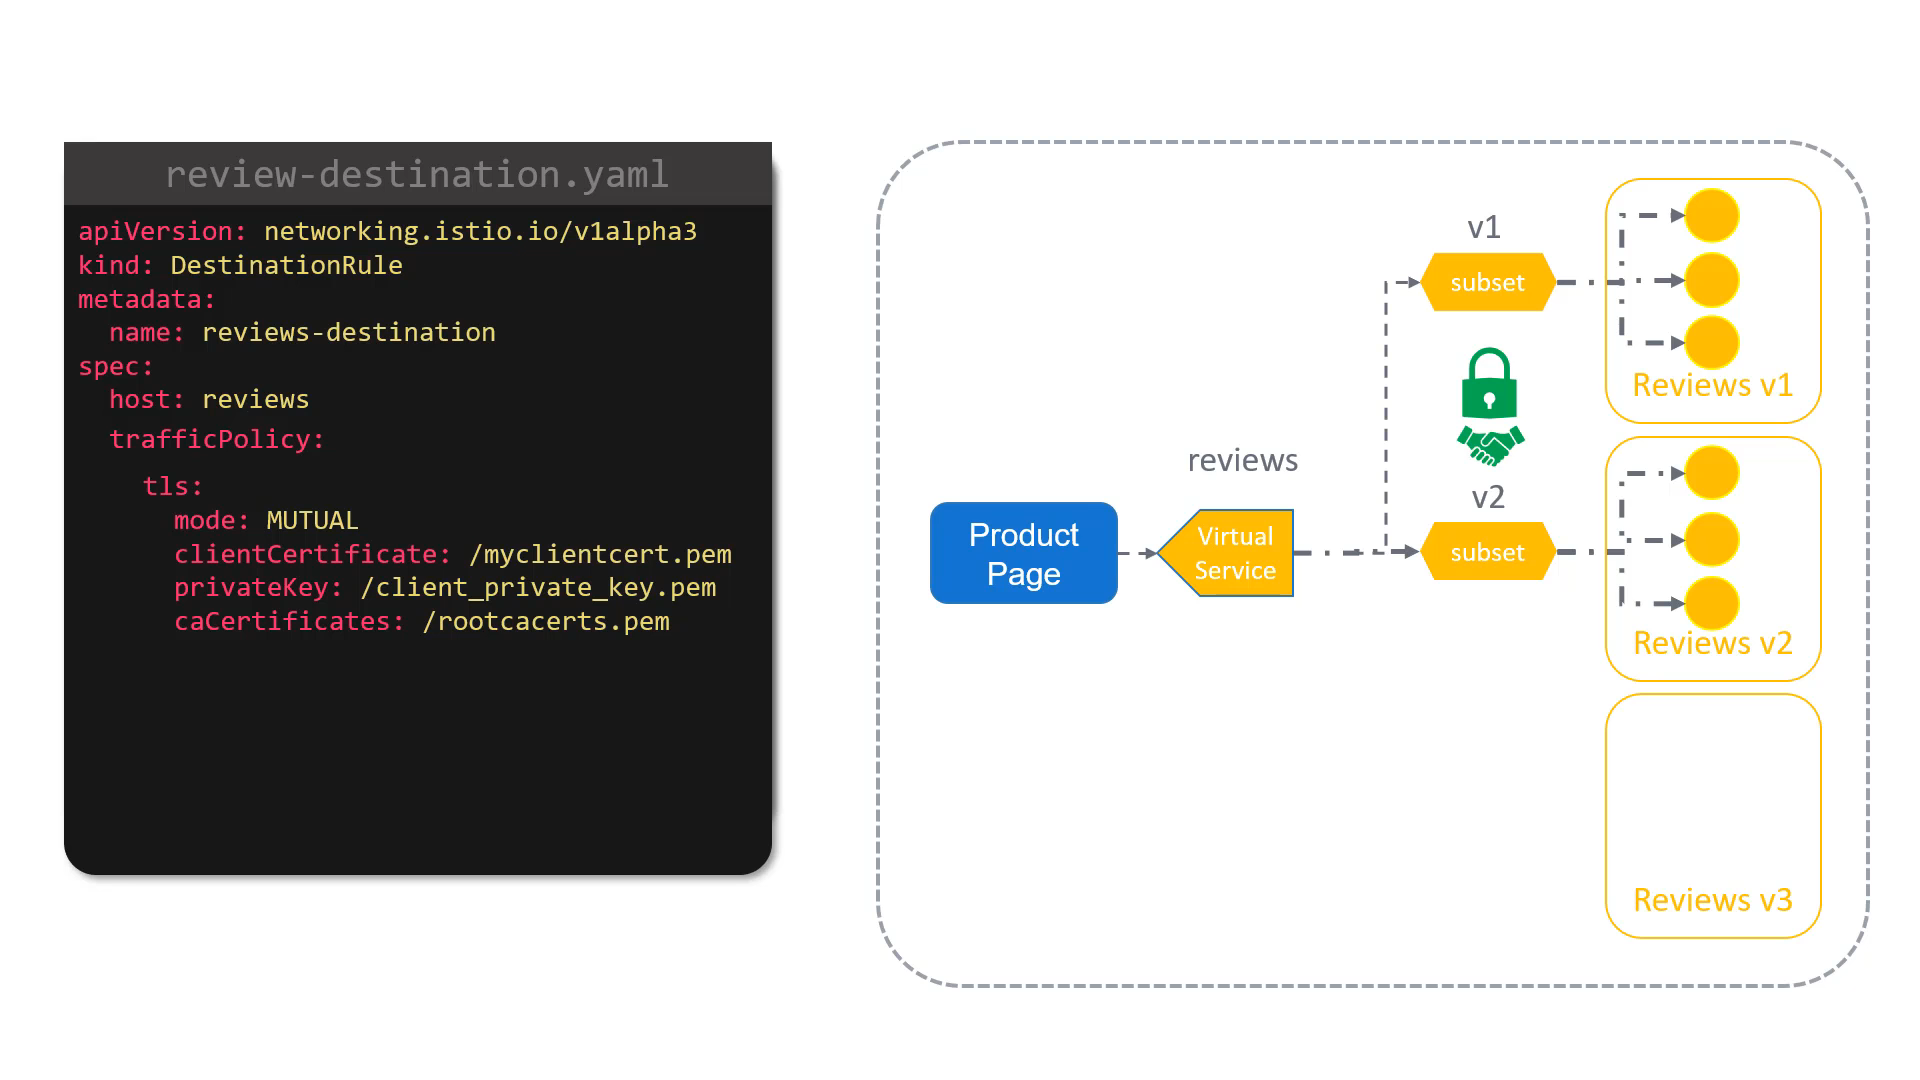 review-destination.yaml
apiVersion: networking.istio.io/v1alpha3
kind: DestinationRule
metadata:
  name: reviews-destination
spec:
  host: reviews
  trafficPolicy:
    tls:
      mode: MUTUAL
      clientCertificate: /myclientcert.pem
      privateKey: /client_private_key.pem
      caCertificates: /rootcacerts.pem
Product
Page
reviews
Virtual
Service
v1
subset
v2
subset
Reviews v1
Reviews v2
Reviews v3